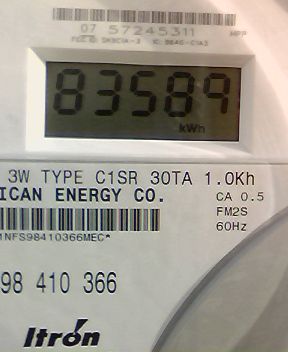 07 57245311 MPP
83589
kWh
3W TYPE C1SR 30TA 1.0Kh
ICAN ENERGY CO.
CA 0.5
FM2S
60Hz
1NFS98410366MEC*
98 410 366
Itron